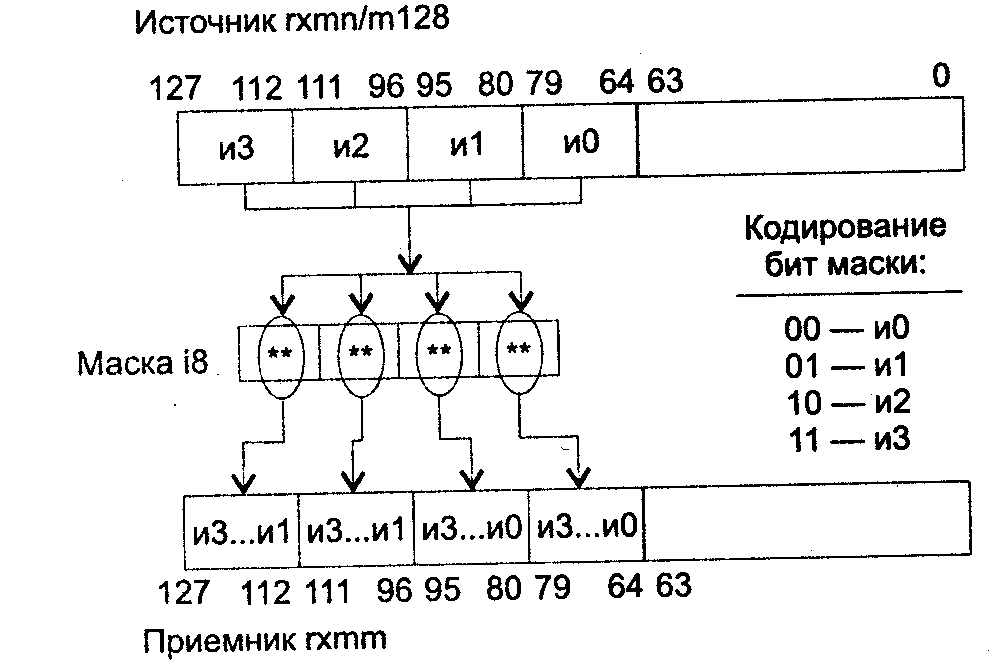 Источник rxmn/m128
127 112 111 96 95 80 79 64 63 0
и3 и2 и1 и0
Кодирование
бит маски:
00 — и0
01 — и1
10 — и2
11 — и3
Маска i8 ** ** ** **
и3...и1 и3...и1 и3...и0 и3...и0
127 112 111 96 95 80 79 64 63
Приемник rxmm